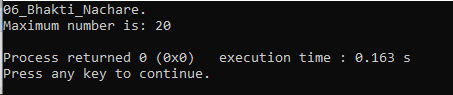 06_Bhakti_Nachare.
Maximum number is: 20
Process returned 0 (0x0)   execution time : 0.163 s
Press any key to continue.